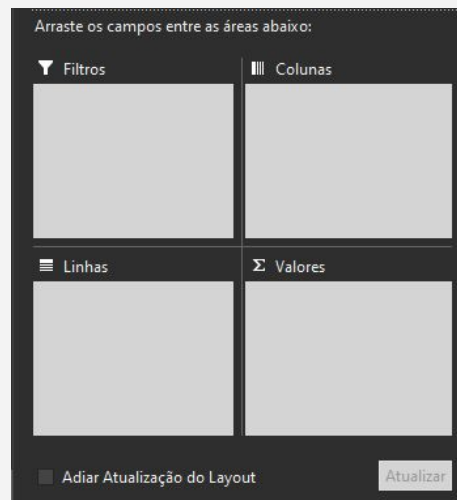 Arraste os campos entre as áreas abaixo:
Filtros
Colunas
Linhas
Σ Valores
Adiar Atualização do Layout
Atualizar